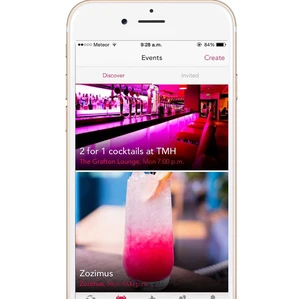 Meteor
9:28 a.m.
84%
Events
Create
Discover
Invited
2 for 1 cocktails at TMH
The Grafton Lounge, Mon 7:00 p.m.
Zozimus